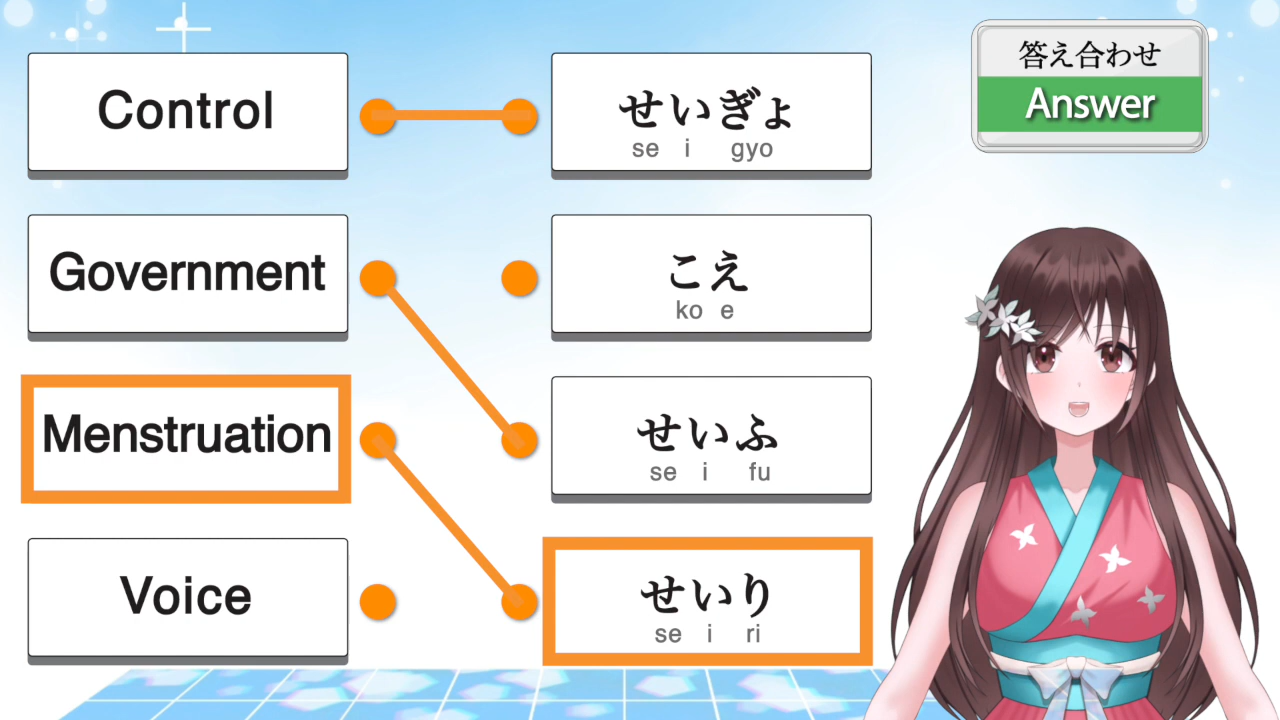 Control
せいぎょ
se i gyo
答え合わせ
Answer
Government
こえ
ko e
Menstruation
せいふ
se i fu
Voice
せいり
se i ri